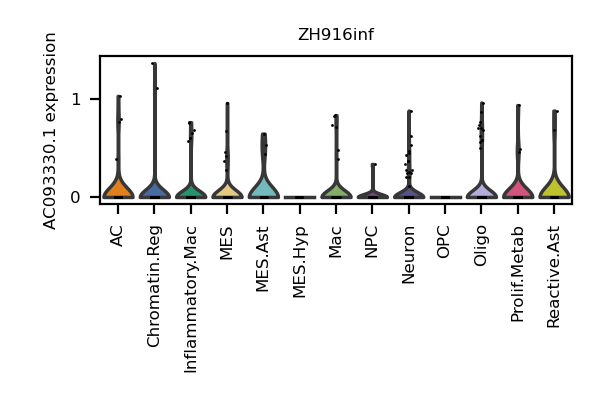 ZH916inf
AC093330.1 expression
1
0
AC
Chromatin.Reg
Inflammatory.Mac
MES
MES.Ast
MES.Hyp
Mac
NPC
Neuron
OPC
Oligo
Prolif.Metab
Reactive.Ast